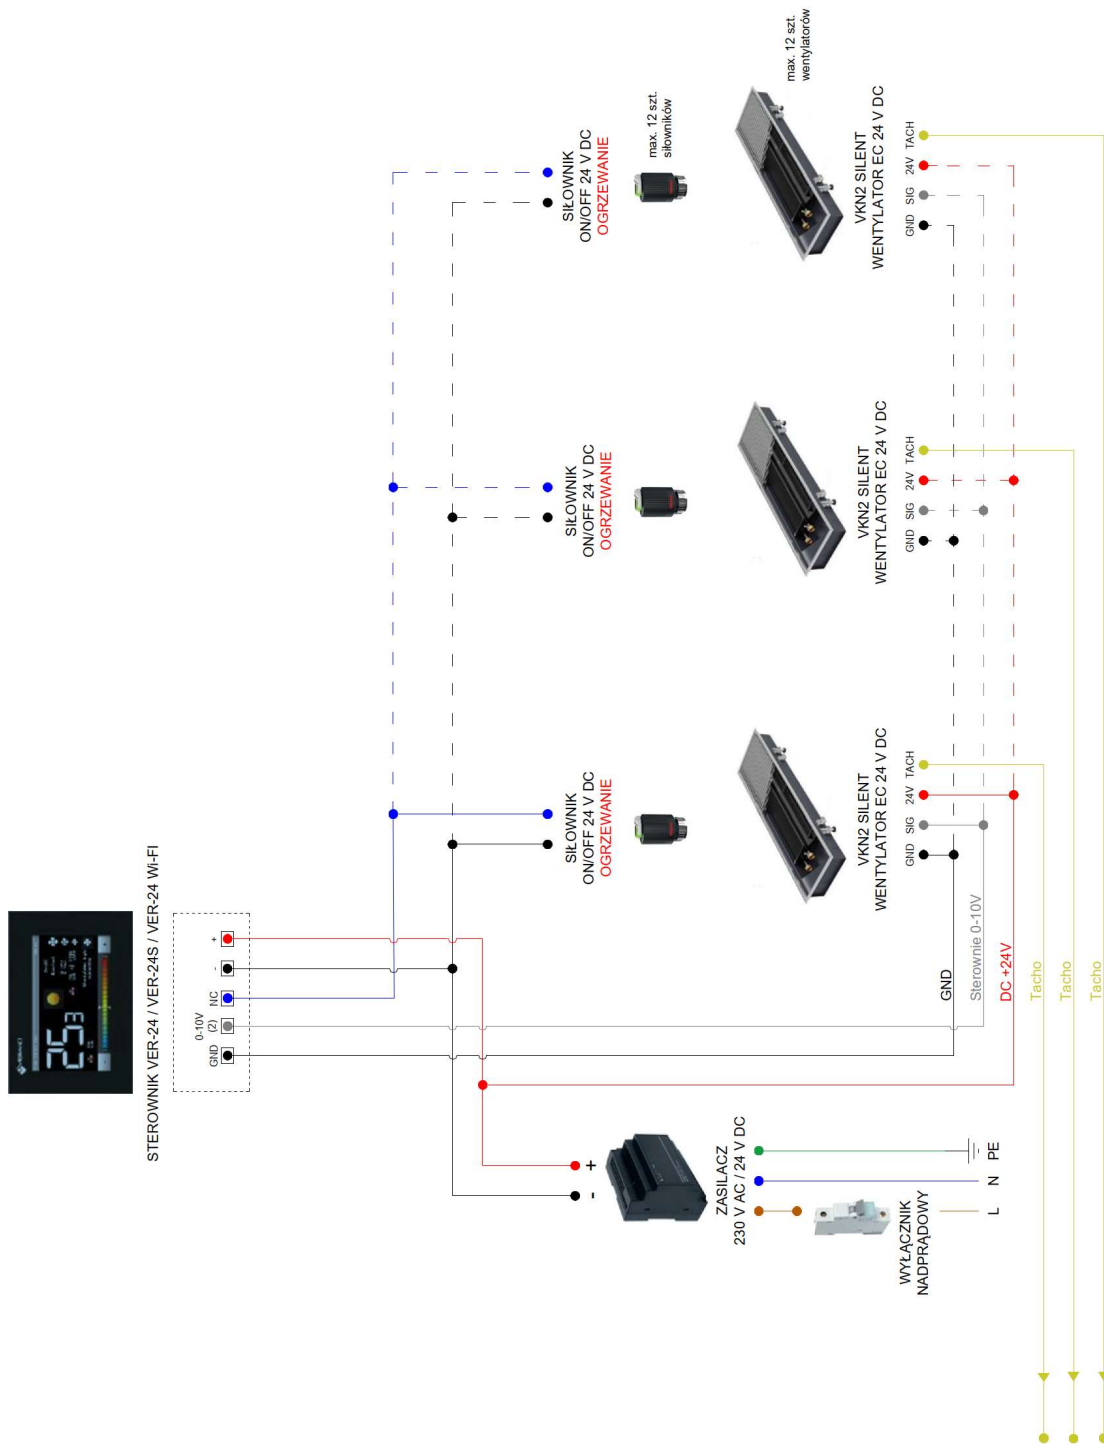 STEROWNIK VER-24 / VER-24S / VER-24 Wi-FI
GND
0-10V
(2)
NC
-
+
SIŁOWNIK
ON/OFF 24 V DC
OGRZEWANIE
SIŁOWNIK
ON/OFF 24 V DC
OGRZEWANIE
SIŁOWNIK
ON/OFF 24 V DC
OGRZEWANIE
max. 12 szt.
siłowników
max. 12 szt.
wentylatorów
-
+
ZASILACZ
230 V AC / 24 V DC
WYŁĄCZNIK
NADPRĄDOWY
L
N
PE
VKN2 SILENT
WENTYLATOR EC 24 V DC
GND
SIG
24V
TACH
VKN2 SILENT
WENTYLATOR EC 24 V DC
GND
SIG
24V
TACH
VKN2 SILENT
WENTYLATOR EC 24 V DC
GND
SIG
24V
TACH
GND
Sterownie 0-10V
DC +24V
Tacho
Tacho
Tacho